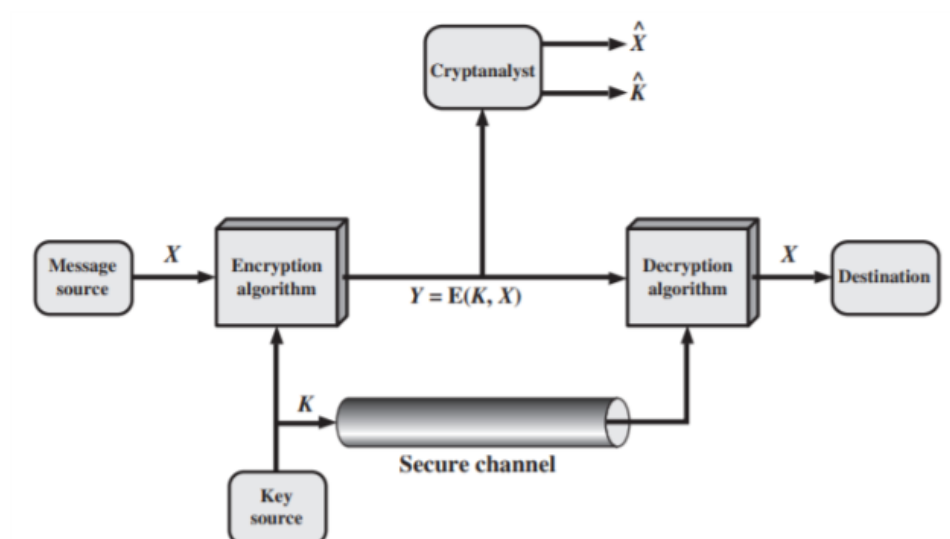 X̂
Cryptanalyst
K̂
X
X
Message
source
Encryption
algorithm
Decryption
algorithm
Destination
Y = E(K, X)
K
Secure channel
Key
source